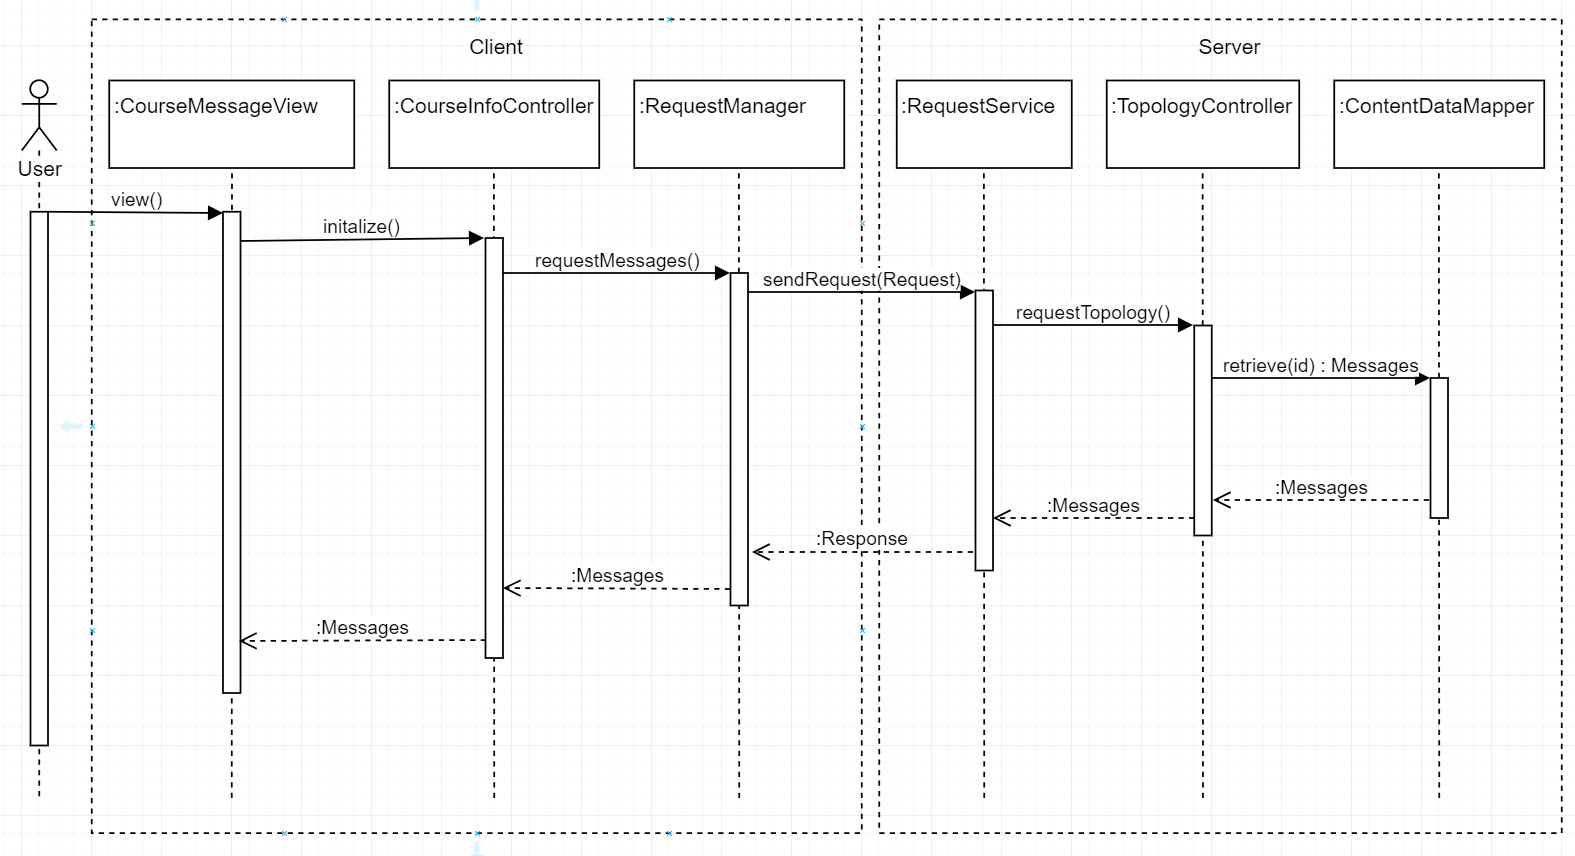 Client
Server
:CourseMessageView
:CourseInfoController
:RequestManager
:RequestService
:TopologyController
:ContentDataMapper
User
view()
initalize()
requestMessages()
sendRequest(Request)
requestTopology()
retrieve(id) : Messages
:Messages
:Messages
:Response
:Messages
:Messages